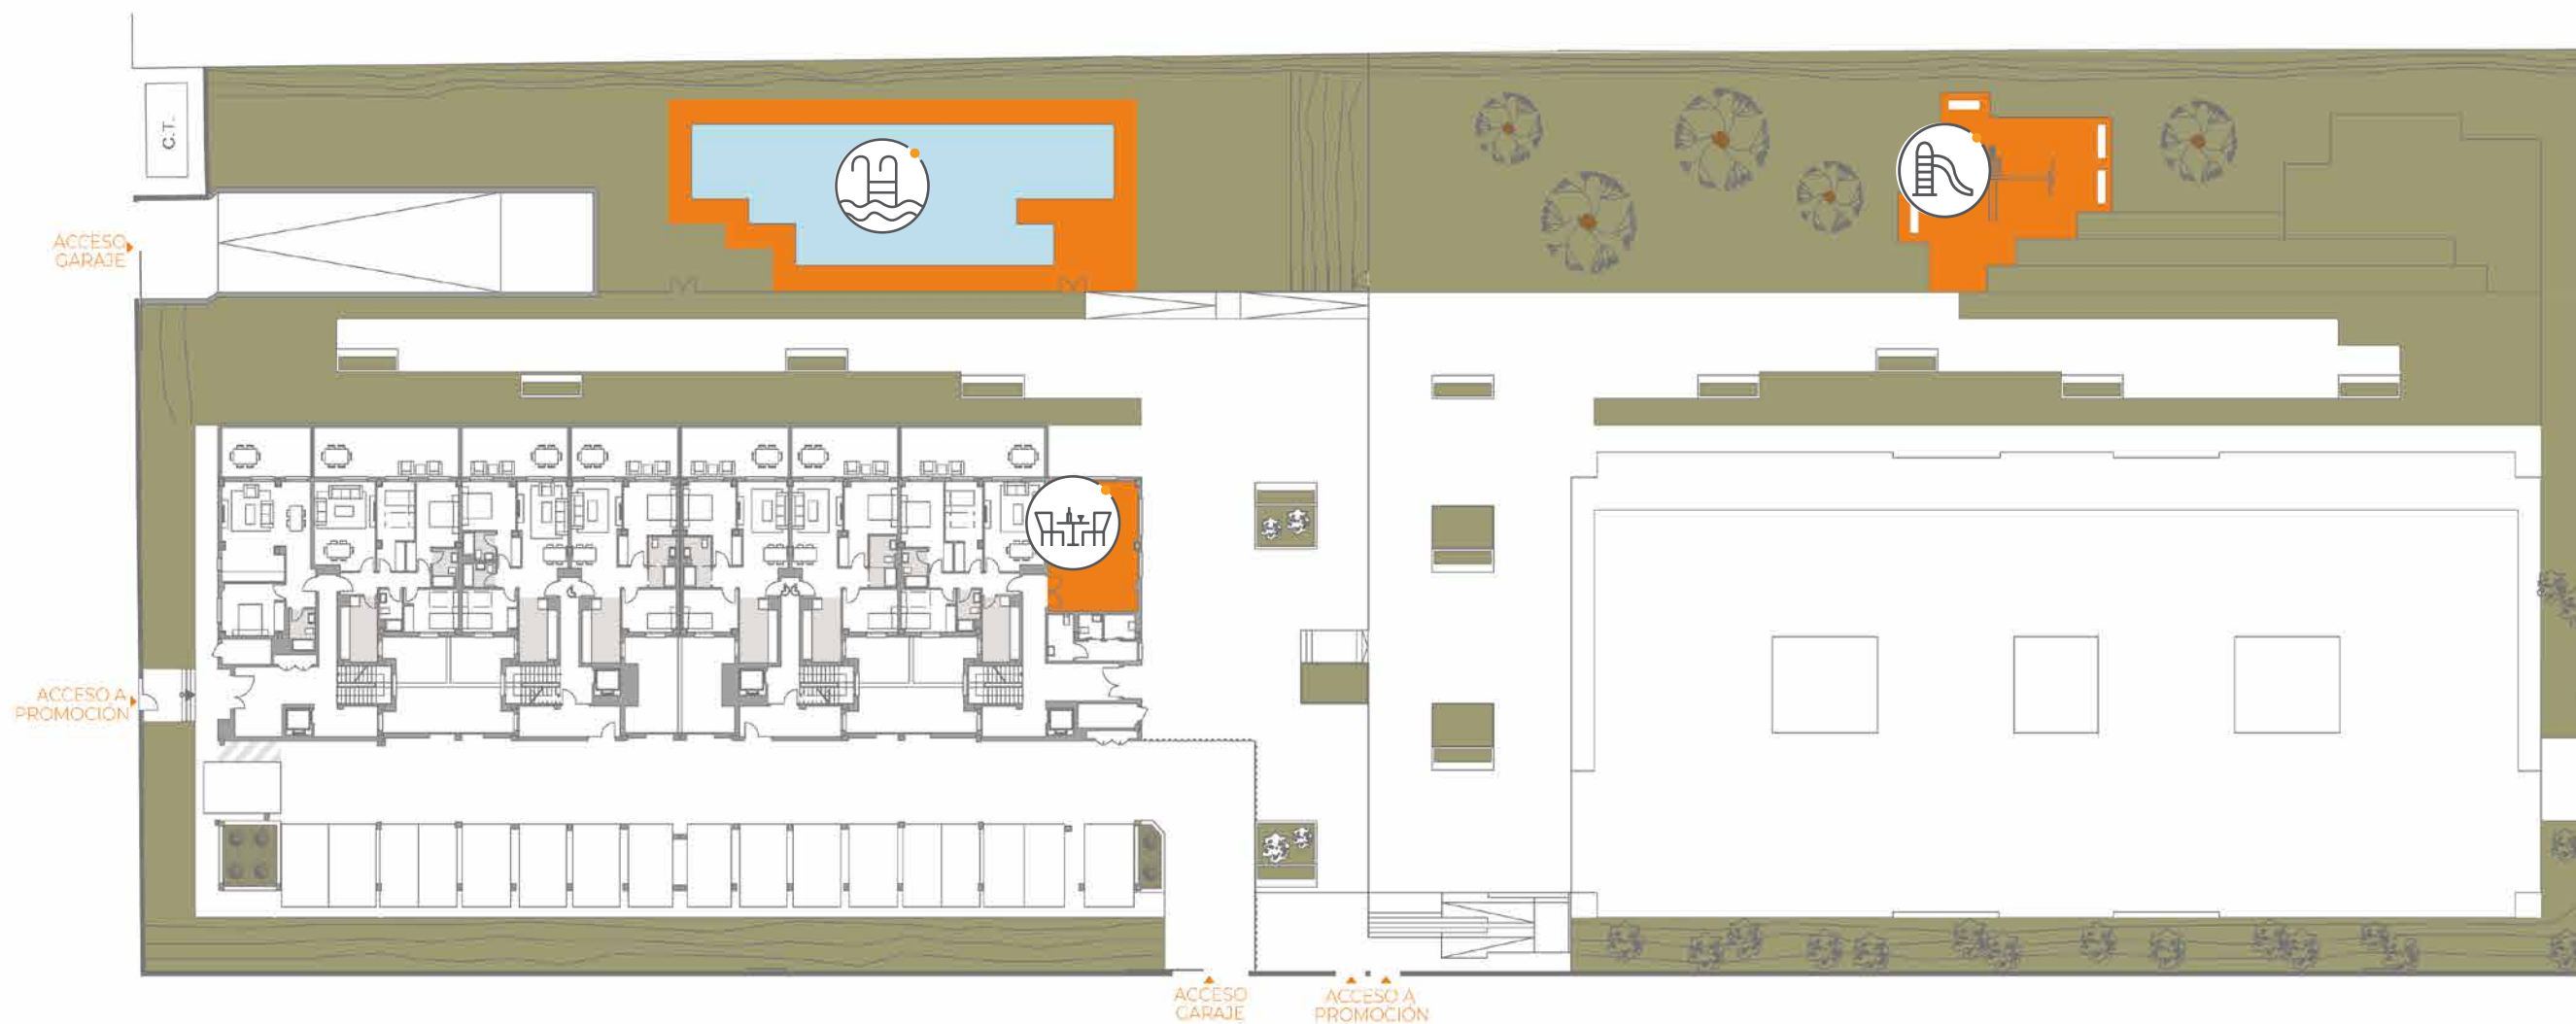 C.T.
ACCESO
GARAJE
ACCESO A
PROMOCIÓN
ACCESO
GARAJE
ACCESO A
PROMOCIÓN